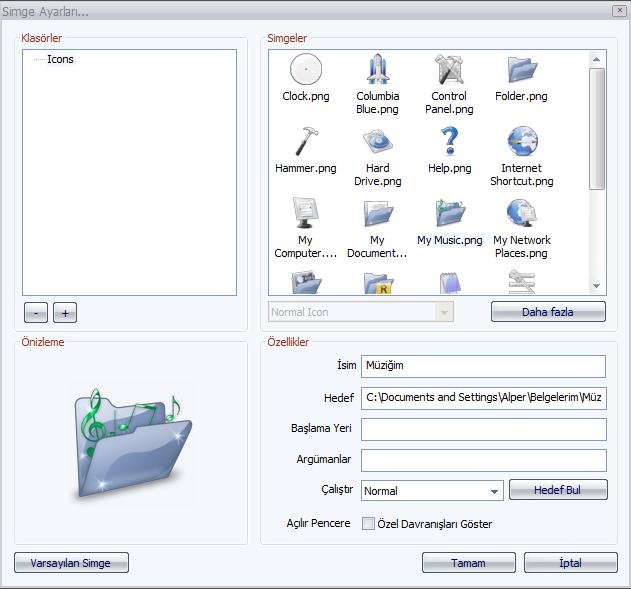 Simge Ayarları...
Klasörler
Icons
- +
Simgeler
Clock.png
Columbia
Blue.png
Control
Panel.png
Folder.png
Hammer.png
Hard
Drive.png
Help.png
Internet
Shortcut.png
My
Computer....
My
Document...
My Music.png
My Network
Places.png
R
Normal Icon
Daha fazla
Önizleme
Özellikler
İsim Müziğim
Hedef C:\Documents and Settings\Alper\Belgelerim\Müz
Başlama Yeri
Argümanlar
Çalıştır Normal Hedef Bul
Açılır Pencere Özel Davranışları Göster
Varsayılan Simge
Tamam İptal